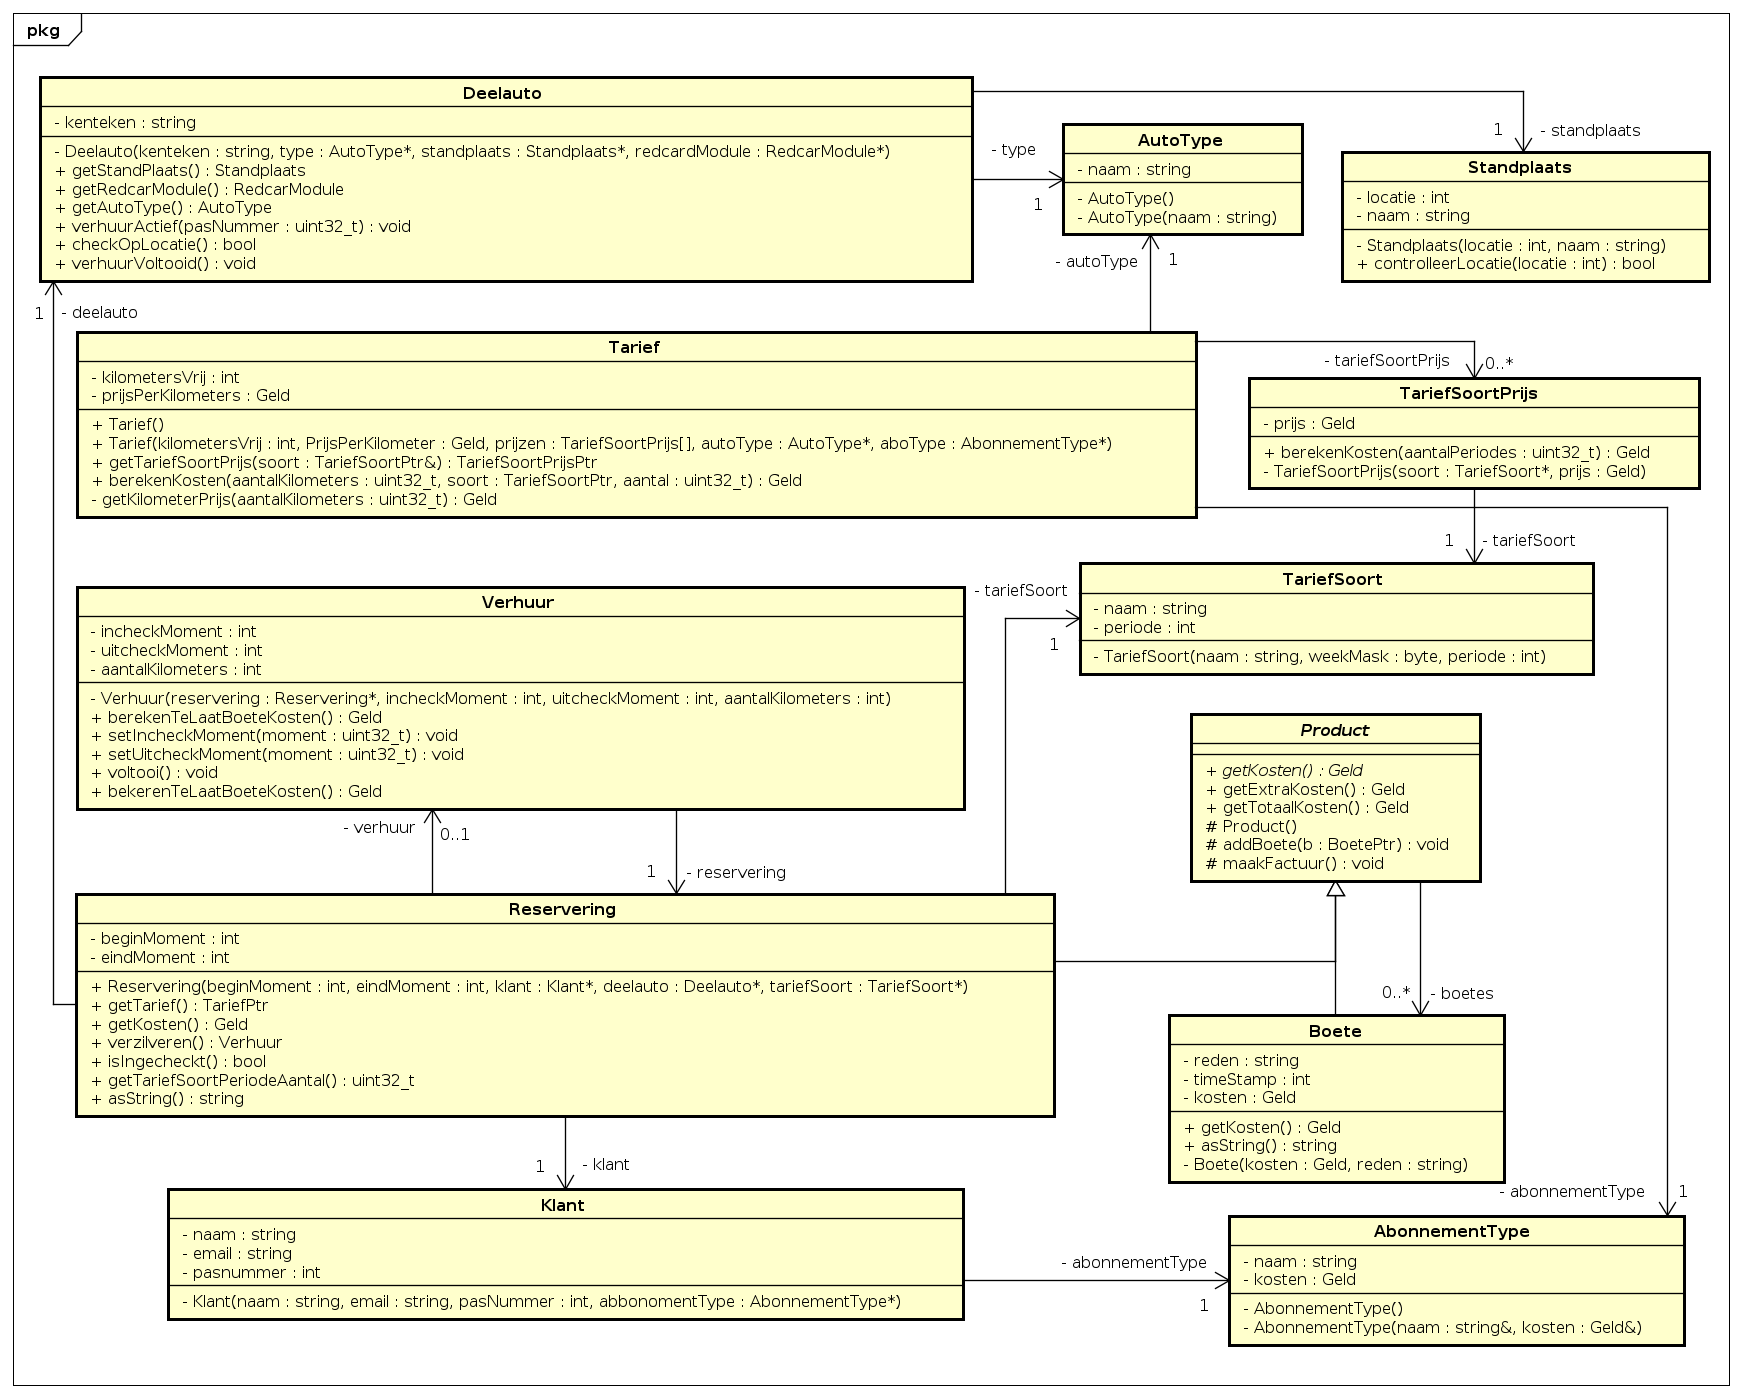 pkg
Deelauto
- kenteken : string
- Deelauto(kenteken : string, type : AutoType*, standplaats : Standplaats*, redcardModule : RedcarModule*)
+ getStandPlaats() : Standplaats
+ getRedcarModule() : RedcarModule
+ getAutoType() : AutoType
+ verhuurActief(pasNummer : uint32_t) : void
+ checkOpLocatie() : bool
+ verhuurVoltooid() : void
- type
1
AutoType
- naam : string
- AutoType()
- AutoType(naam : string)
1
- standplaats
Standplaats
- locatie : int
- naam : string
- Standplaats(locatie : int, naam : string)
+ controlleerLocatie(locatie : int) : bool
- autoType
1
1
- deelauto
Tarief
- kilometersVrij : int
- prijsPerKilometers : Geld
+ Tarief()
+ Tarief(kilometersVrij : int, PrijsPerKilometer : Geld, prijzen : TariefSoortPrijs[], autoType : AutoType*, aboType : AbonnementType*)
+ getTariefSoortPrijs(soort : TariefSoortPtr&) : TariefSoortPrijsPtr
+ berekenKosten(aantalKilometers : uint32_t, soort : TariefSoortPtr, aantal : uint32_t) : Geld
- getKilometerPrijs(aantalKilometers : uint32_t) : Geld
- tariefSoortPrijs
0..*
TariefSoortPrijs
- prijs : Geld
+ berekenKosten(aantalPeriodes : uint32_t) : Geld
- TariefSoortPrijs(soort : TariefSoort*, prijs : Geld)
1
- tariefSoort
Verhuur
- incheckMoment : int
- uitcheckMoment : int
- aantalKilometers : int
- Verhuur(reservering : Reservering*, incheckMoment : int, uitcheckMoment : int, aantalKilometers : int)
+ berekenTeLaatBoeteKosten() : Geld
+ setIncheckMoment(moment : uint32_t) : void
+ setUitcheckMoment(moment : uint32_t) : void
+ voltooi() : void
+ bekerenTeLaatBoeteKosten() : Geld
- tariefSoort
1
TariefSoort
- naam : string
- periode : int
- TariefSoort(naam : string, weekMask : byte, periode : int)
Product
+ getKosten() : Geld
+ getExtraKosten() : Geld
+ getTotaalKosten() : Geld
# Product()
# addBoete(b : BoetePtr) : void
# maakFactuur() : void
- verhuur
0..1
1
- reservering
Reservering
- beginMoment : int
- eindMoment : int
+ Reservering(beginMoment : int, eindMoment : int, klant : Klant*, deelauto : Deelauto*, tariefSoort : TariefSoort*)
+ getTarief() : TariefPtr
+ getKosten() : Geld
+ verzilveren() : Verhuur
+ isIngecheckt() : bool
+ getTariefSoortPeriodeAantal() : uint32_t
+ asString() : string
0..*
- boetes
Boete
- reden : string
- timeStamp : int
- kosten : Geld
+ getKosten() : Geld
+ asString() : string
- Boete(kosten : Geld, reden : string)
1
- klant
Klant
- naam : string
- email : string
- pasnummer : int
- Klant(naam : string, email : string, pasNummer : int, abbonomentType : AbonnementType*)
- abonnementType
1
- abonnementType
1
AbonnementType
- naam : string
- kosten : Geld
- AbonnementType()
- AbonnementType(naam : string&, kosten : Geld&)